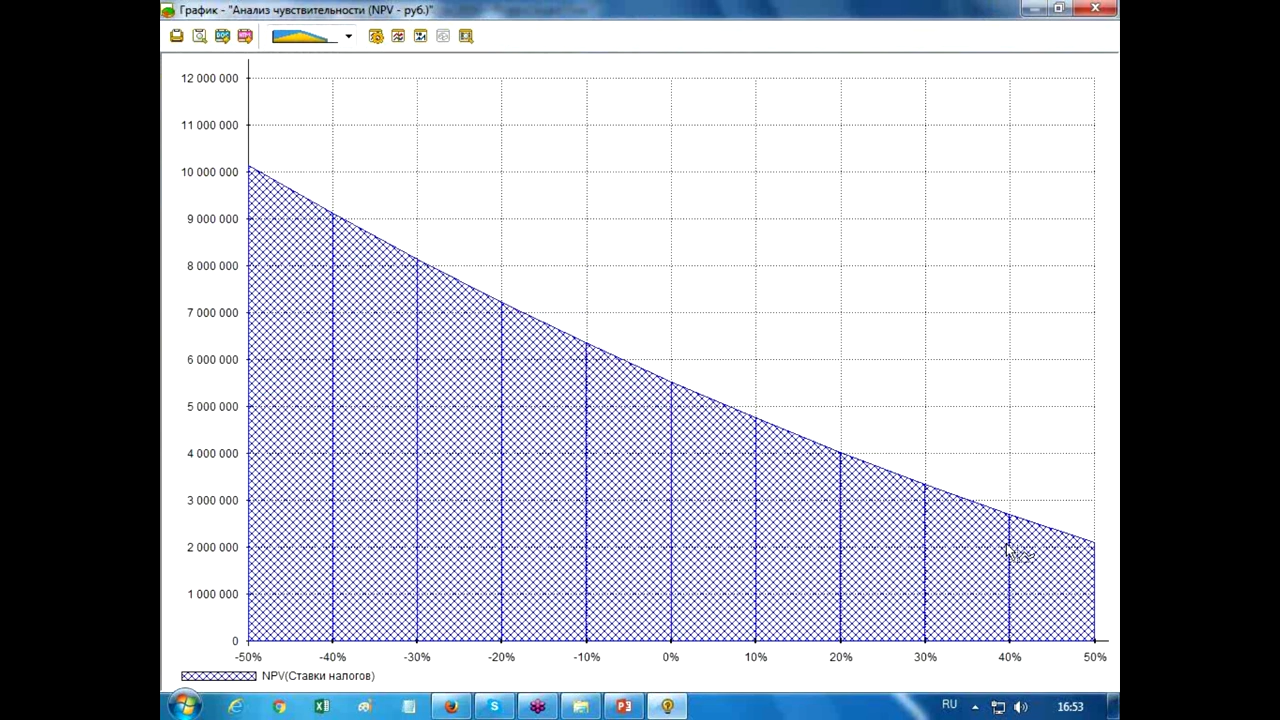 График - "Анализ чувствительности (NPV - руб.)"
12 000 000
11 000 000
10 000 000
9 000 000
8 000 000
7 000 000
6 000 000
5 000 000
4 000 000
3 000 000
2 000 000
1 000 000
0
-50% -40% -30% -20% -10% 0% 10% 20% 30% 40% 50%
NPV(Ставки налогов)
RU 16:53